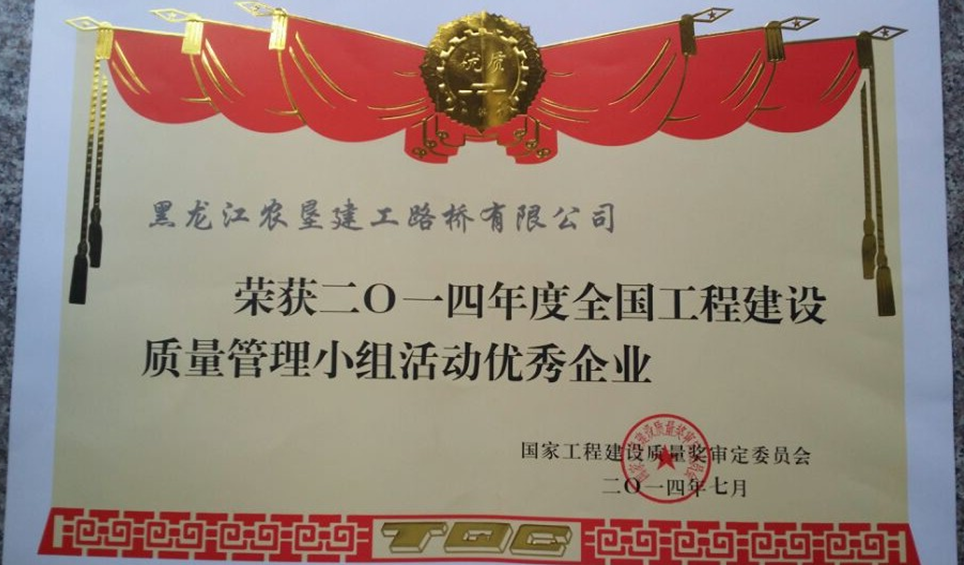 黑龙江农垦建工路桥有限公司
荣获二〇一四年度全国工程建设
质量管理小组活动优秀企业
国家工程建设质量奖审定委员会
二〇一四年七月
TQC